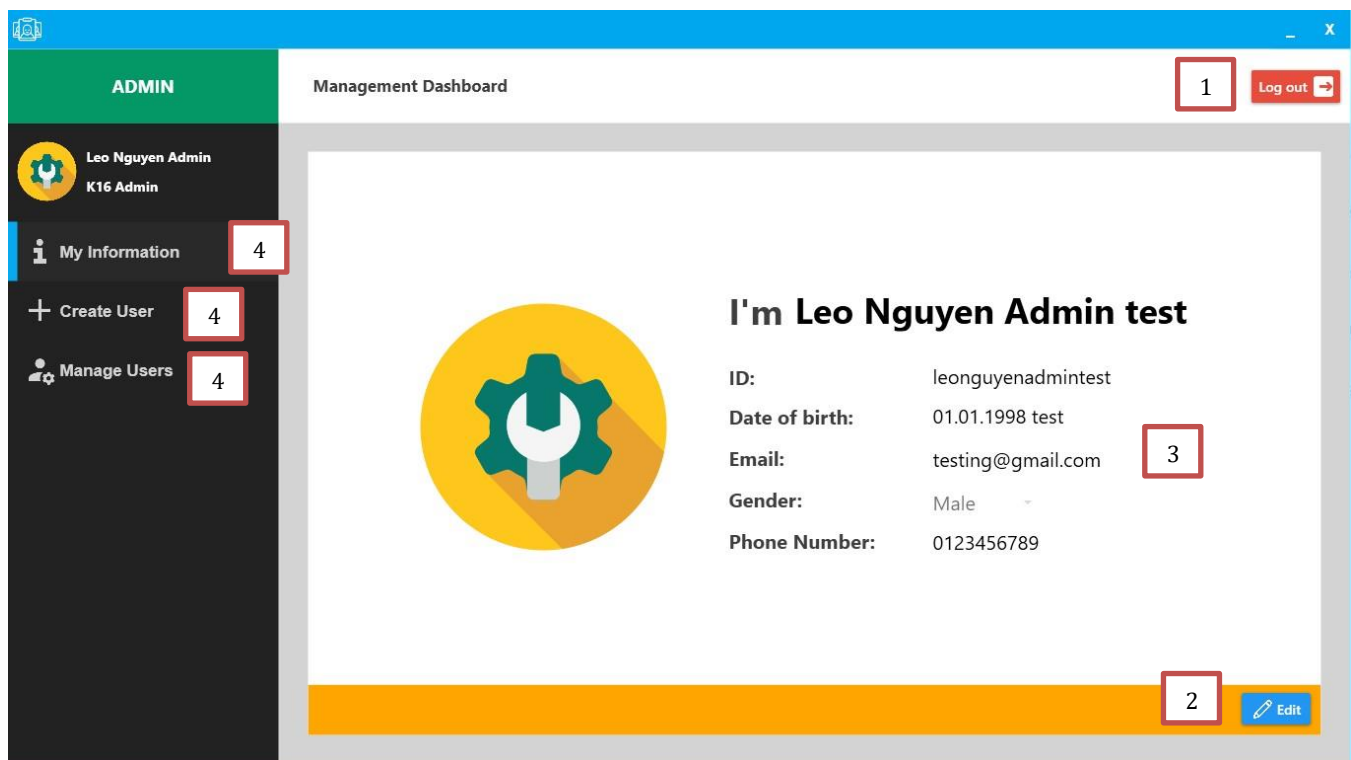 _ X
ADMIN
Management Dashboard
1
Log out
Leo Nguyen Admin
K16 Admin
My Information
4
Create User
4
Manage Users
4
I'm Leo Nguyen Admin test
ID: leonguyenadmintest
Date of birth: 01.01.1998 test
Email: testing@gmail.com
3
Gender: Male
Phone Number: 0123456789
2
Edit